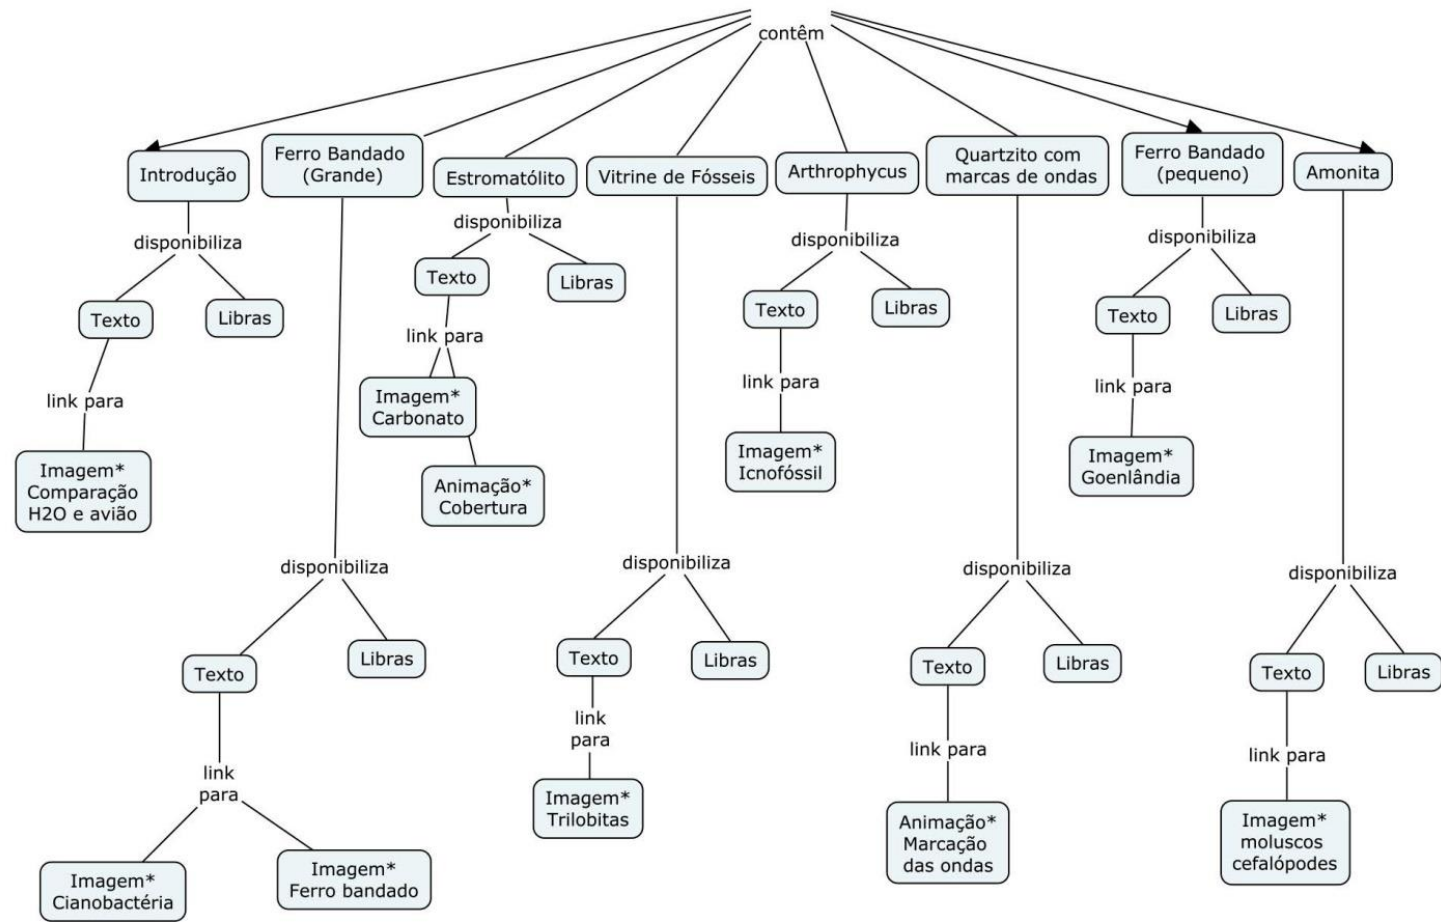 contêm
Introdução
Ferro Bandado
(Grande)
Estromatólito
Vitrine de Fósseis
Arthrophycus
Quartzito com
marcas de ondas
Ferro Bandado
(pequeno)
Amonita
disponibiliza
Texto
Libras
link para
Imagem*
Comparação
H2O e avião
disponibiliza
Texto
Libras
link
para
Imagem*
Cianobactéria
Imagem*
Ferro bandado
disponibiliza
Texto
Libras
link para
Imagem*
Carbonato
Animação*
Cobertura
disponibiliza
Texto
Libras
link
para
Imagem*
Trilobitas
disponibiliza
Texto
Libras
link para
Imagem*
Icnofóssil
disponibiliza
Texto
Libras
link para
Animação*
Marcação
das ondas
disponibiliza
Texto
Libras
link para
Imagem*
Goenlândia
disponibiliza
Texto
Libras
link para
Imagem*
moluscos
cefalópodes